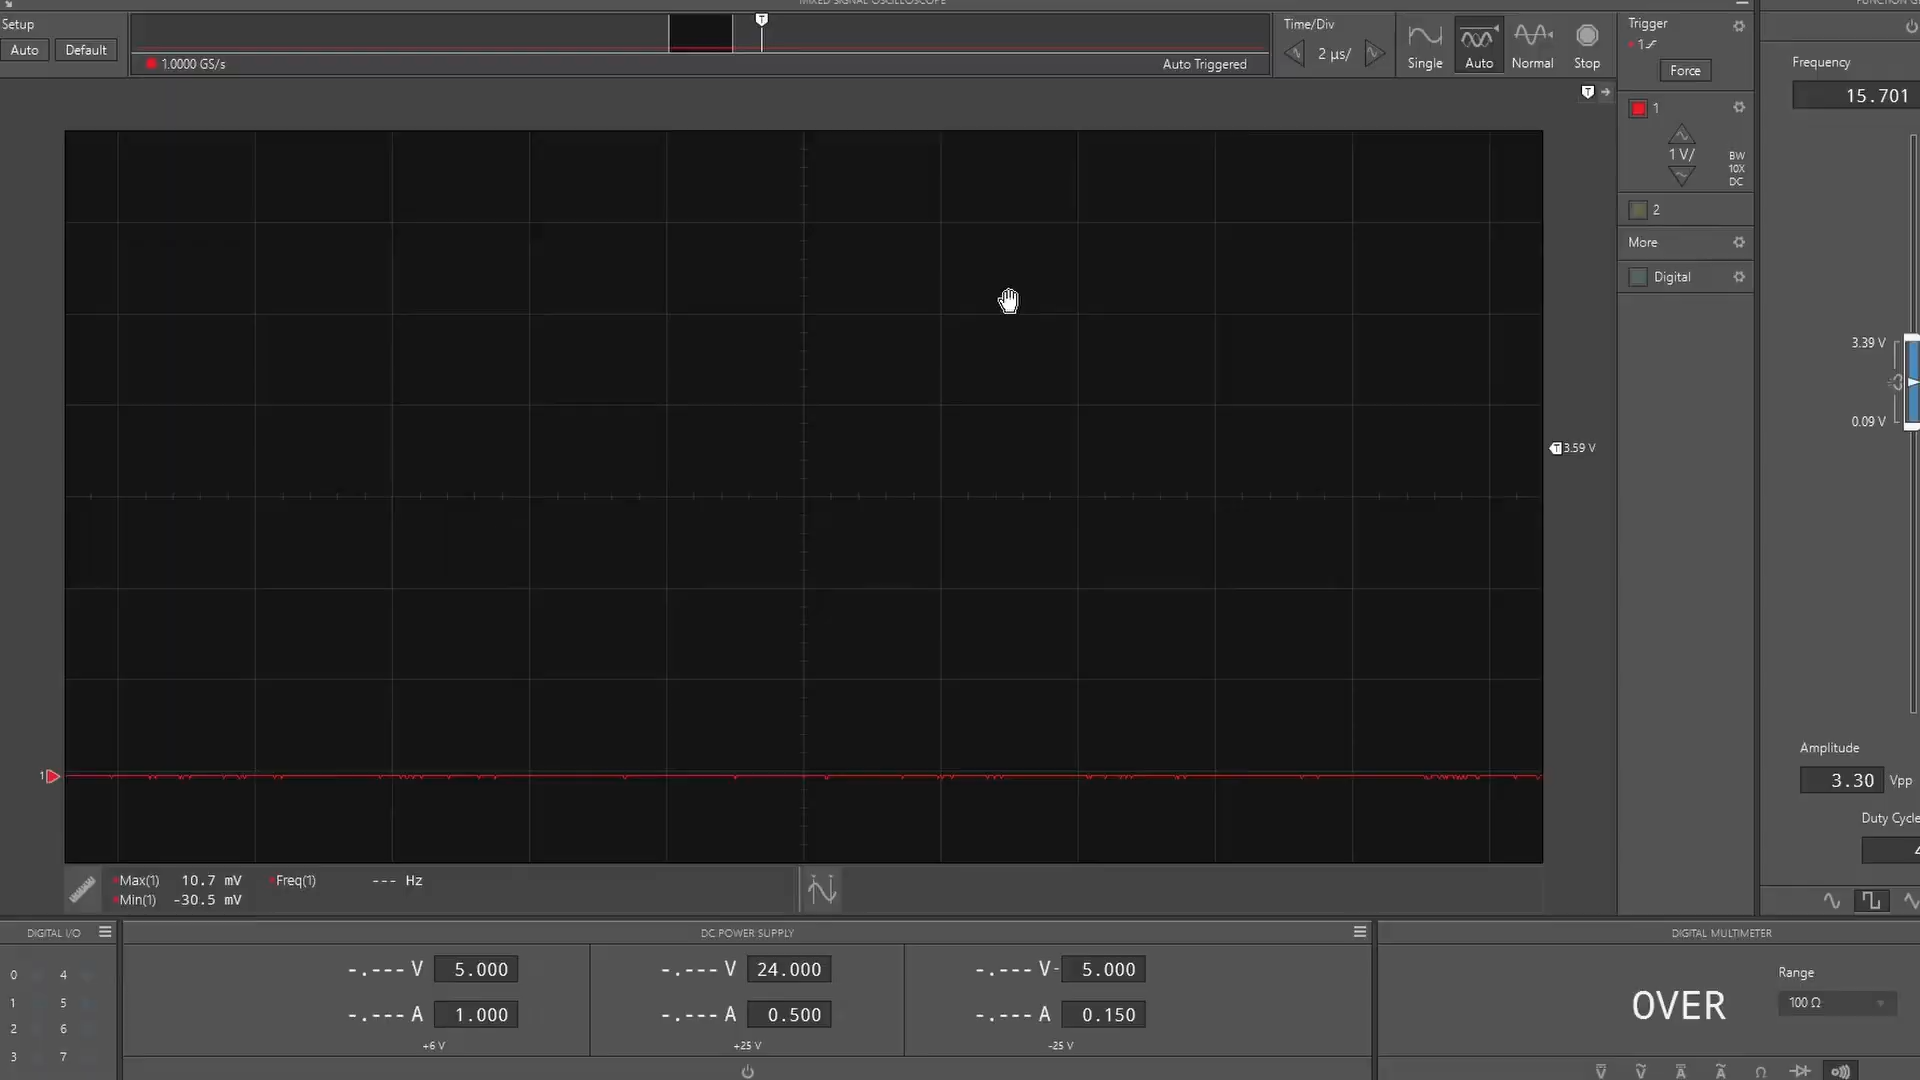 MIXED SIGNAL OSCILLOSCOPE
Setup
Auto Default
T
1.0000 GS/s
Auto Triggered
Time/Div
2 µs/
Single Auto Normal Stop
Trigger
1
Force
T
1
1 V/
BW
10X
DC
2
More
Digital
T 3.59 V
1
Max(1) 10.7 mV
Min(1) -30.5 mV
Freq(1) --- Hz
Frequency
15.701
3.39 V
0.09 V
Amplitude
3.30 Vpp
Duty Cycle
DIGITAL I/O
0 4
1 5
2 6
3 7
DC POWER SUPPLY
-.--- V 5.000
-.--- A 1.000
+6 V
-.--- V 24.000
-.--- A 0.500
+25 V
-.--- V- 5.000
-.--- A 0.150
-25 V
DIGITAL MULTIMETER
OVER
Range
100 Ω
V V A A Ω